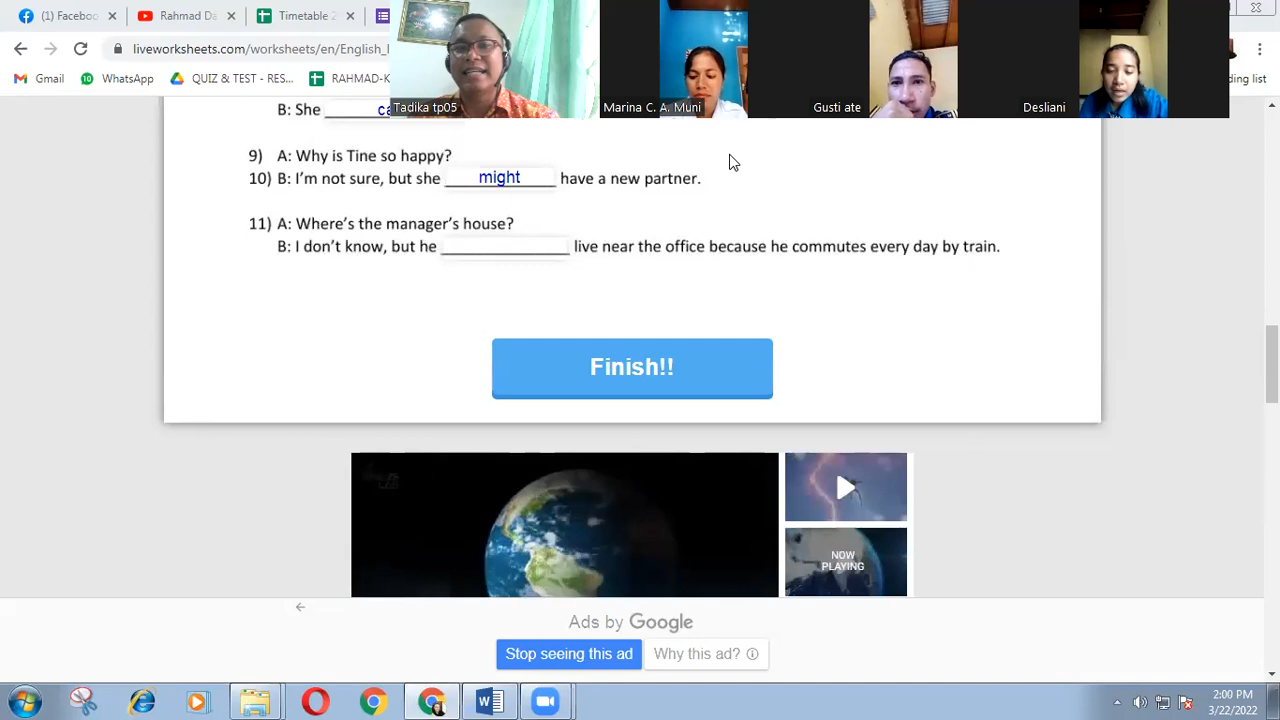 (1) Faceboo
Rahmad Da
Timetable 2
liveworksheets.com/worksheets/en/English_l
Gmail
WhatsApp
QUIZ & TEST - RES...
RAHMAD-K
ding list
Tadika tp05
Marina C. A. Muni
Gusti ate
Desliani
B: She ca
9) A: Why is Tine so happy?
10) B: I'm not sure, but she might have a new partner.
11) A: Where's the manager's house?
B: I don't know, but he live near the office because he commutes every day by train.
Finish!!
NOW
PLAYING
Ads by Google
Stop seeing this ad
Why this ad?
2:00 PM
3/22/2022